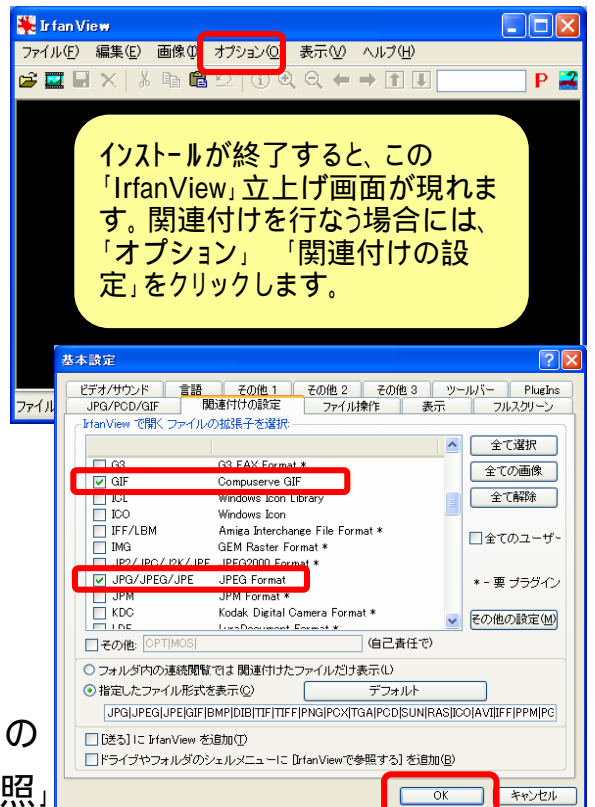 IrfanView
ファイル(F) 編集(E) 画像(I) オプション(O) 表示(V) ヘルプ(H)
P
インストールが終了すると、この
「IrfanView」立上げ画面が現れま
す。関連付けを行なう場合には、
「オプション」 「関連付けの設
定」をクリックします。
ファイル
基本設定
ビデオ/サウンド 言語 その他 1 その他 2 その他 3 ツールバー PlugIns
JPG/PCD/GIF 関連付けの設定 ファイル操作 表示 フルスクリーン
IrfanView で開く ファイルの拡張子を選択:
全て選択
G3 G3 FAX Format *
全ての画像
GIF Compuserve GIF
ICL Windows Icon Library
全て解除
ICO Windows Icon
IFF/LBM Amiga Interchange File Format *
全てのユーザー
IMG GEM Raster Format *
JP2/JPC/J2K/JPF JPEG2000 Format *
JPG/JPEG/JPE JPEG Format
* - 要 プラグイン
JPM JPM Format *
KDC Kodak Digital Camera Format *
その他の設定(M)
LDF LuraDocument Format *
その他: CPT|MOS| (自己責任で)
フォルダ内の連続閲覧では 関連付けたファイルだけ表示(L)
指定したファイル形式を表示(C) デフォルト
JPG|JPEG|JPE|GIF|BMP|DIB|TIF|TIFF|PNG|PCX|TGA|PCD|SUN|RAS|ICO|AVI|IFF|PPM|PG
[送る] に IrfanView を追加(T)
ドライブやフォルダのシェルメニューに [IrfanViewで参照する] を追加(B)
OK キャンセル
の
照」